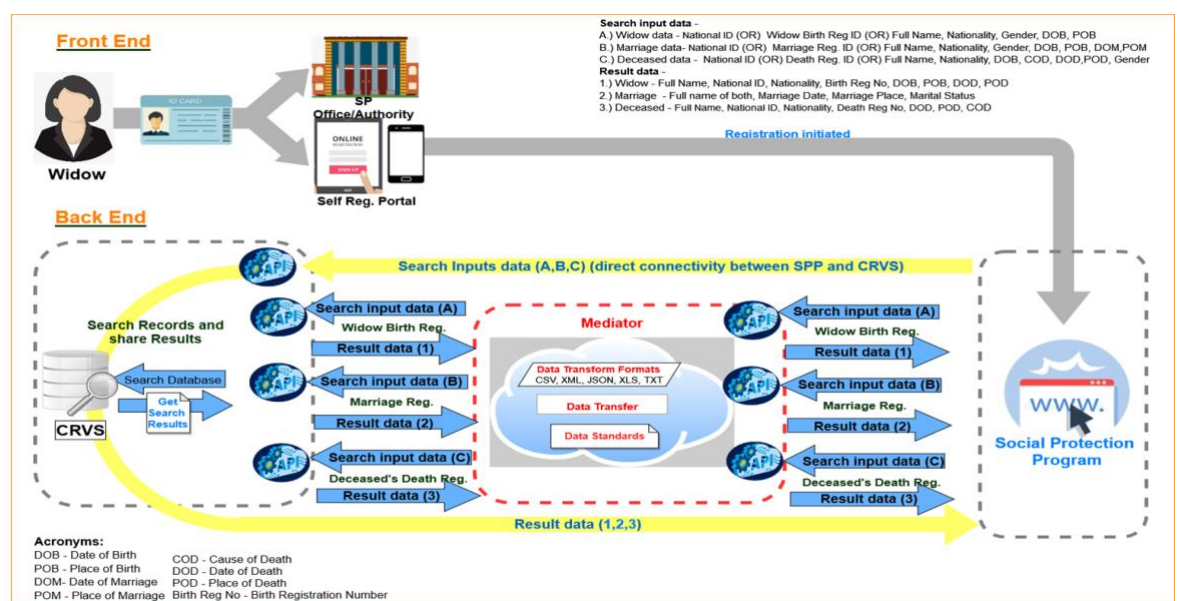 Front End
Search input data -
A.) Widow data - National ID (OR) Widow Birth Reg ID (OR) Full Name, Nationality, Gender, DOB, POB
B.) Marriage data- National ID (OR) Marriage Reg. ID (OR) Full Name, Nationality, Gender, DOB, POB, DOM,POM
C.) Deceased data - National ID (OR) Death Reg. ID (OR) Full Name, Nationality, DOB, COD, DOD,POD, Gender
Result data -
1.) Widow - Full Name, National ID, Nationality, Birth Reg No, DOB, POB, DOD, POD
2.) Marriage - Full name of both, Marriage Date, Marriage Place, Marital Status
3.) Deceased - Full Name, National ID, Nationality, Death Reg No, DOD, POD, COD
ID CARD
SP
Office/Authority
ONLINE
REGISTRATION
SIGN UP
Registration initiated
Widow
Self Reg. Portal
Back End
API
Search Inputs data (A,B,C) (direct connectivity between SPP and CRVS)
API
Search input data (A)
Widow Birth Reg.
Result data (1)
Mediator
API
Search input data (A)
Widow Birth Reg.
Result data (1)
Search Records and
share Results
Search Database
Get
Search
Results
CRVS
API
Search input data (B)
Marriage Reg.
Result data (2)
Data Transform Formats
CSV, XML, JSON, XLS, TXT
Data Transfer
Data Standards
API
Search input data (B)
Marriage Reg.
Result data (2)
www.
Social Protection
Program
API
Search input data (C)
Deceased's Death Reg.
Result data (3)
API
Search input data (C)
Deceased's Death Reg.
Result data (3)
Result data (1,2,3)
Acronyms:
DOB - Date of Birth
POB - Place of Birth
DOM- Date of Marriage
POM - Place of Marriage
COD - Cause of Death
DOD - Date of Death
POD - Place of Death
Birth Reg No - Birth Registration Number